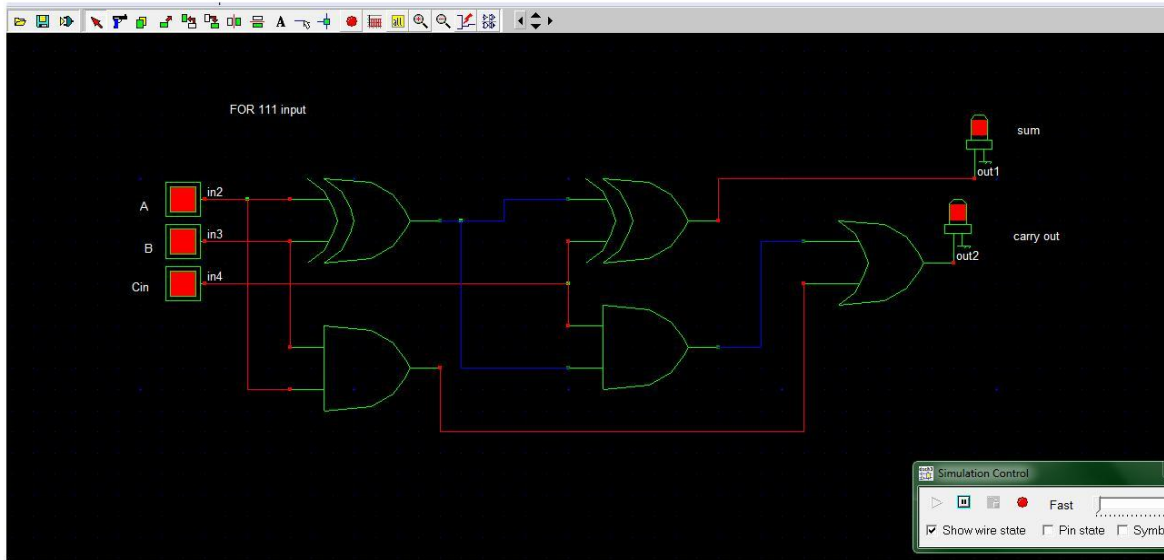 A
FOR 111 input
sum
out1
A
in2
B
in3
Cin
in4
carry out
out2
Simulation Control
Fast
Show wire state
Pin state
Symb